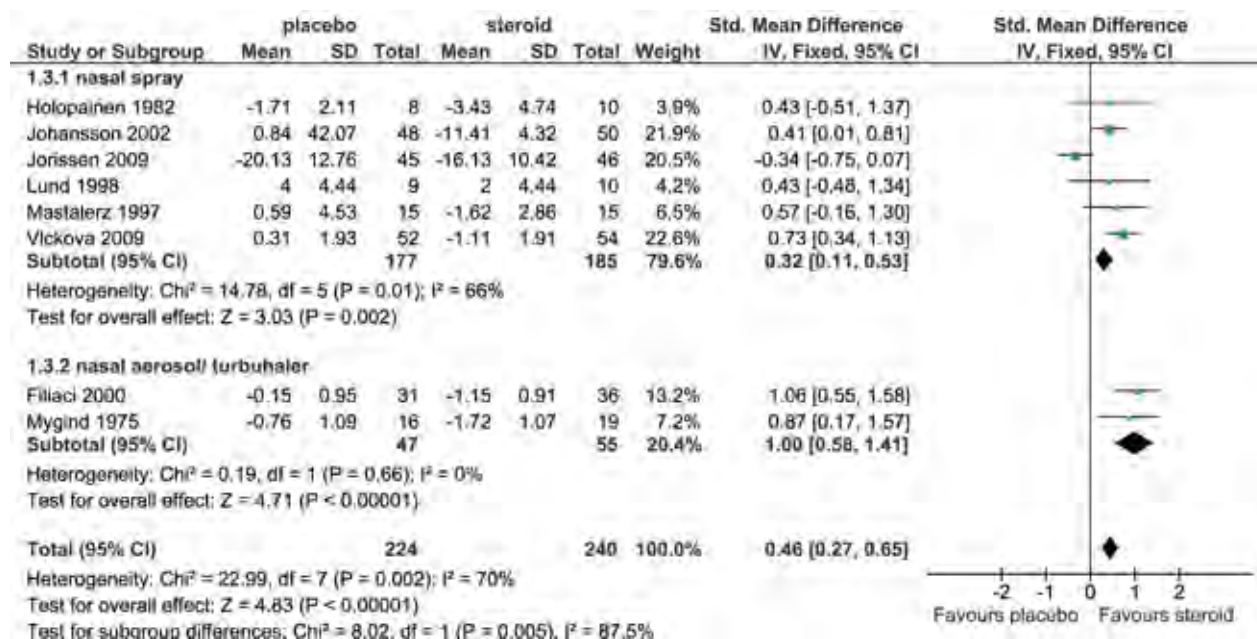 placebo steroid Std. Mean Difference Std. Mean Difference
Study or Subgroup Mean SD Total Mean SD Total Weight IV, Fixed, 95% CI IV, Fixed, 95% CI
1.3.1 nasal spray
Holopainen 1982 -1.71 2.11 8 -3.43 4.74 10 3.9% 0.43 [-0.51, 1.37]
Johansson 2002 0.84 42.07 48 -11.41 4.32 50 21.9% 0.41 [0.01, 0.81]
Jorissen 2009 -20.13 12.76 45 -16.13 10.42 46 20.5% -0.34 [-0.75, 0.07]
Lund 1998 4 4.44 9 2 4.44 10 4.2% 0.43 [-0.48, 1.34]
Mastalerz 1997 0.59 4.53 15 -1.62 2.86 15 6.5% 0.57 [-0.16, 1.30]
Vlckova 2009 0.31 1.93 52 -1.11 1.91 54 22.6% 0.73 [0.34, 1.13]
Subtotal (95% CI) 177 185 79.6% 0.32 [0.11, 0.53]
Heterogeneity: Chi² = 14.78, df = 5 (P = 0.01); I² = 66%
Test for overall effect: Z = 3.03 (P = 0.002)
1.3.2 nasal aerosol/ turbuhaler
Filiaci 2000 -0.15 0.95 31 -1.15 0.91 36 13.2% 1.06 [0.55, 1.58]
Mygind 1975 -0.76 1.09 16 -1.72 1.07 19 7.2% 0.87 [0.17, 1.57]
Subtotal (95% CI) 47 55 20.4% 1.00 [0.58, 1.41]
Heterogeneity: Chi² = 0.19, df = 1 (P = 0.66); I² = 0%
Test for overall effect: Z = 4.71 (P < 0.00001)
Total (95% CI) 224 240 100.0% 0.46 [0.27, 0.65]
Heterogeneity: Chi² = 22.99, df = 7 (P = 0.002); I² = 70%
Test for overall effect: Z = 4.83 (P < 0.00001)
Test for subgroup differences: Chi² = 8.02, df = 1 (P = 0.005), I² = 87.5%
-2 -1 0 1 2
Favours placebo Favours steroid